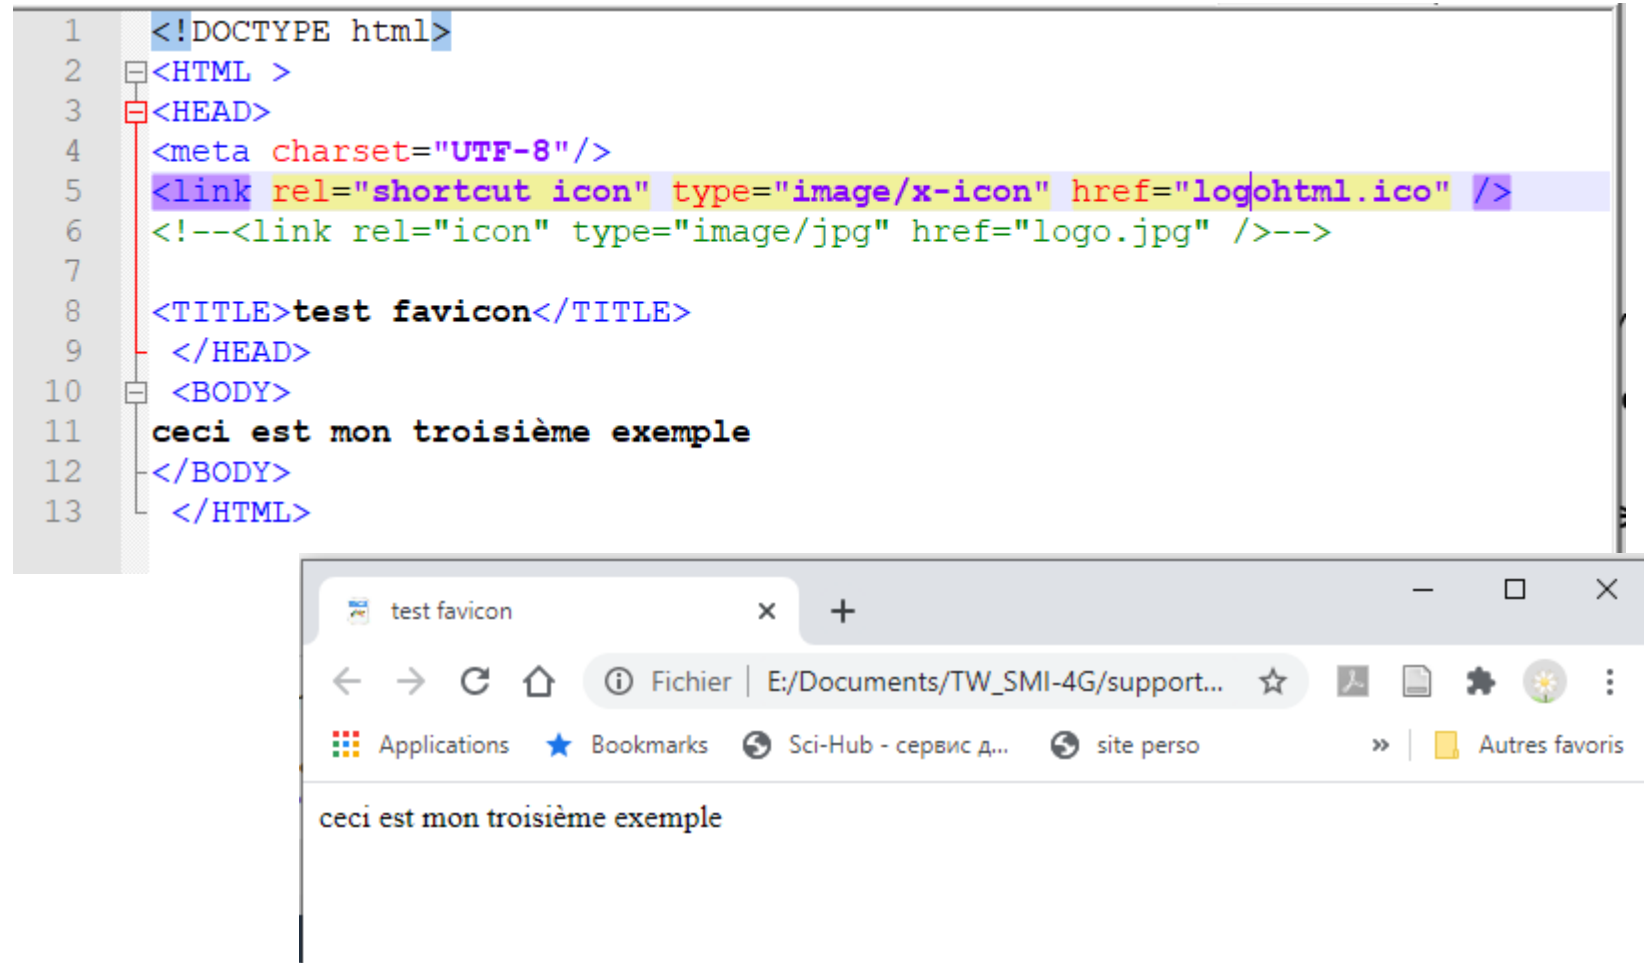 1 <!DOCTYPE html>
2 <HTML >
3 <HEAD>
4 <meta charset="UTF-8"/>
5 <link rel="shortcut icon" type="image/x-icon" href="logohtml.ico" />
6 <!--<link rel="icon" type="image/jpg" href="logo.jpg" />-->
7
8 <TITLE>test favicon</TITLE>
9 </HEAD>
10 <BODY>
11 ceci est mon troisième exemple
12 </BODY>
13 </HTML>
test favicon
Fichier | E:/Documents/TW_SMI-4G/support...
Applications Bookmarks Sci-Hub - сервис д... site perso » Autres favoris
ceci est mon troisième exemple